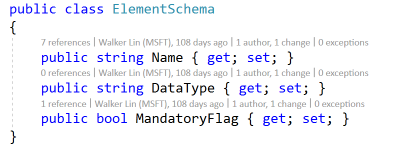 public class ElementSchema
{
7 references | Walker Lin (MSFT), 108 days ago | 1 author, 1 change | 0 exceptions
public string Name { get; set; }
0 references | Walker Lin (MSFT), 108 days ago | 1 author, 1 change | 0 exceptions
public string DataType { get; set; }
1 reference | Walker Lin (MSFT), 108 days ago | 1 author, 1 change | 0 exceptions
public bool MandatoryFlag { get; set; }
}